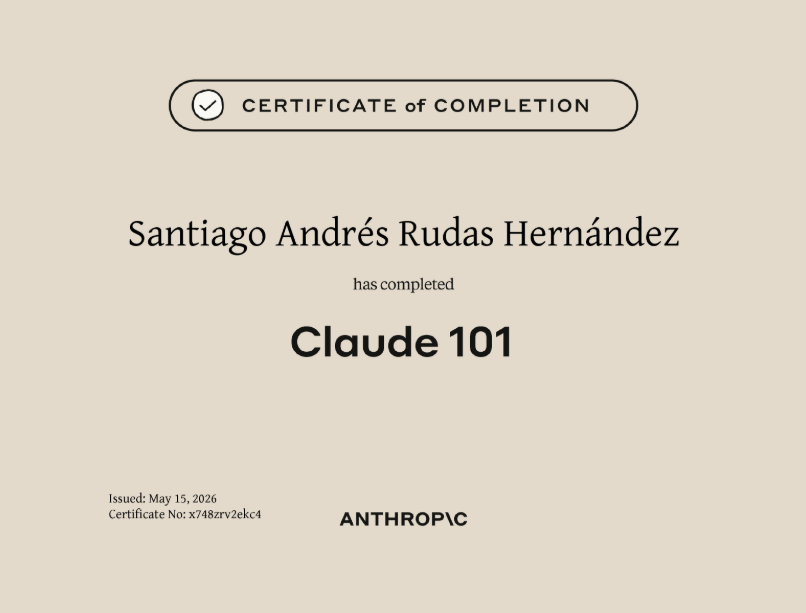 CERTIFICATE of COMPLETION
Santiago Andrés Rudas Hernández
has completed
Claude 101
Issued: May 15, 2026
Certificate No: x748zrv2ekc4
ANTHROP\C